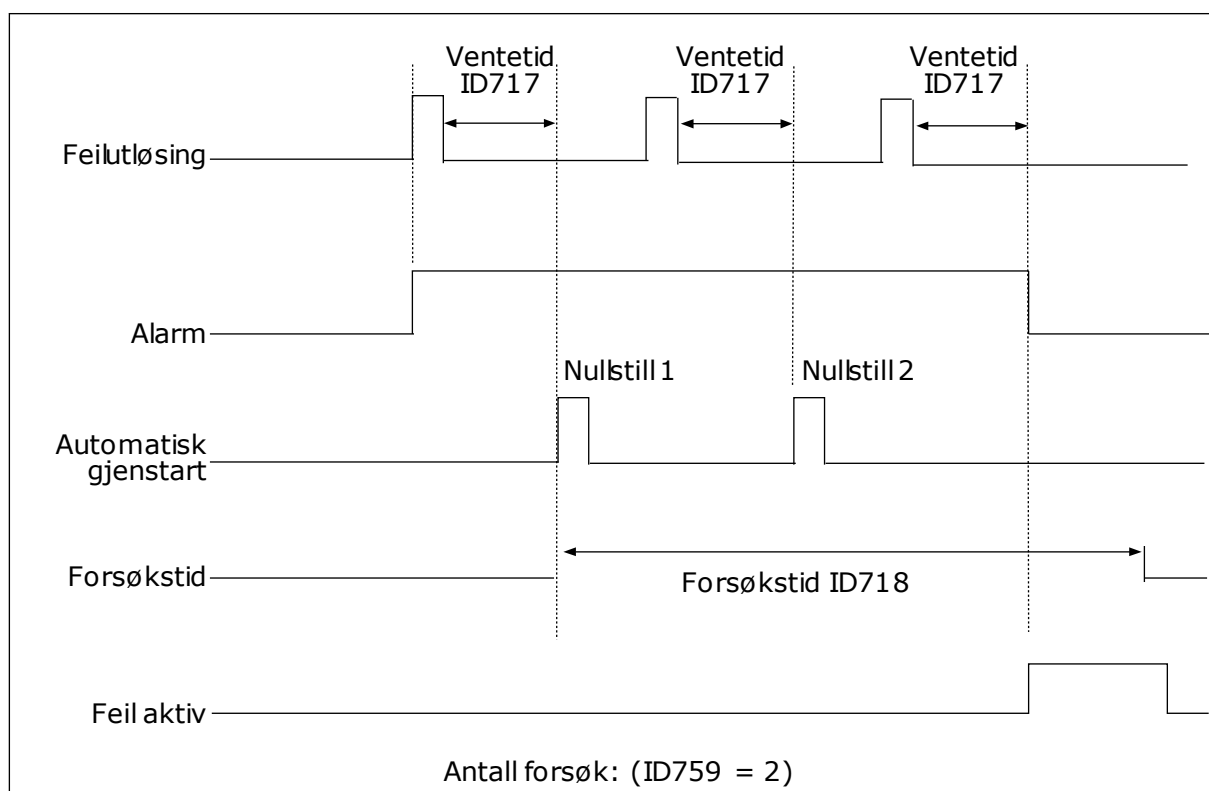 Ventetid
ID717
Ventetid
ID717
Ventetid
ID717
Feilutløsing
Alarm
Nullstill 1
Nullstill 2
Automatisk
gjenstart
Forsøkstid
Forsøkstid ID718
Feil aktiv
Antall forsøk: (ID759 = 2)